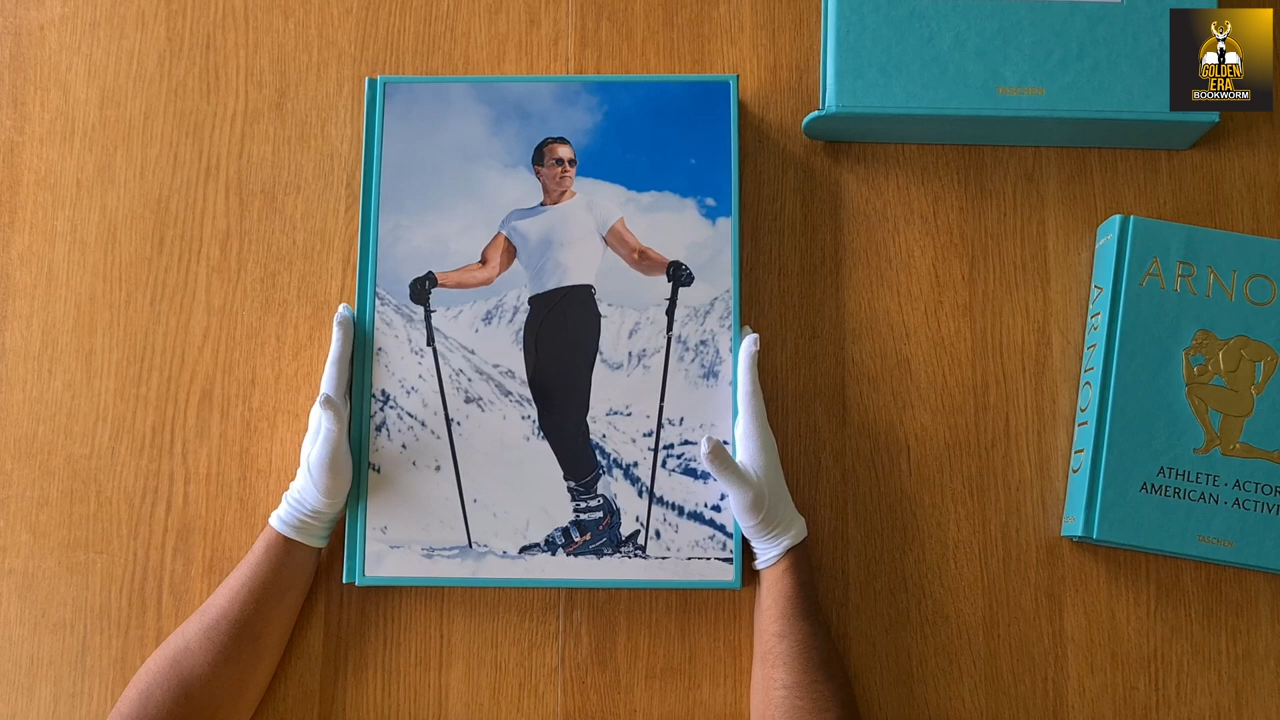 TASCHEN
GOLDEN
ERA
BOOKWORM
ARNO
ARNOLD
ATHLETE · ACTOR
AMERICAN · ACTIVI
TASCHEN